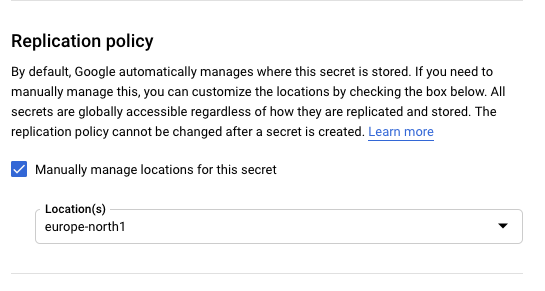 Replication policy
By default, Google automatically manages where this secret is stored. If you need to
manually manage this, you can customize the locations by checking the box below. All
secrets are globally accessible regardless of how they are replicated and stored. The
replication policy cannot be changed after a secret is created. Learn more
Manually manage locations for this secret
Location(s)
europe-north1